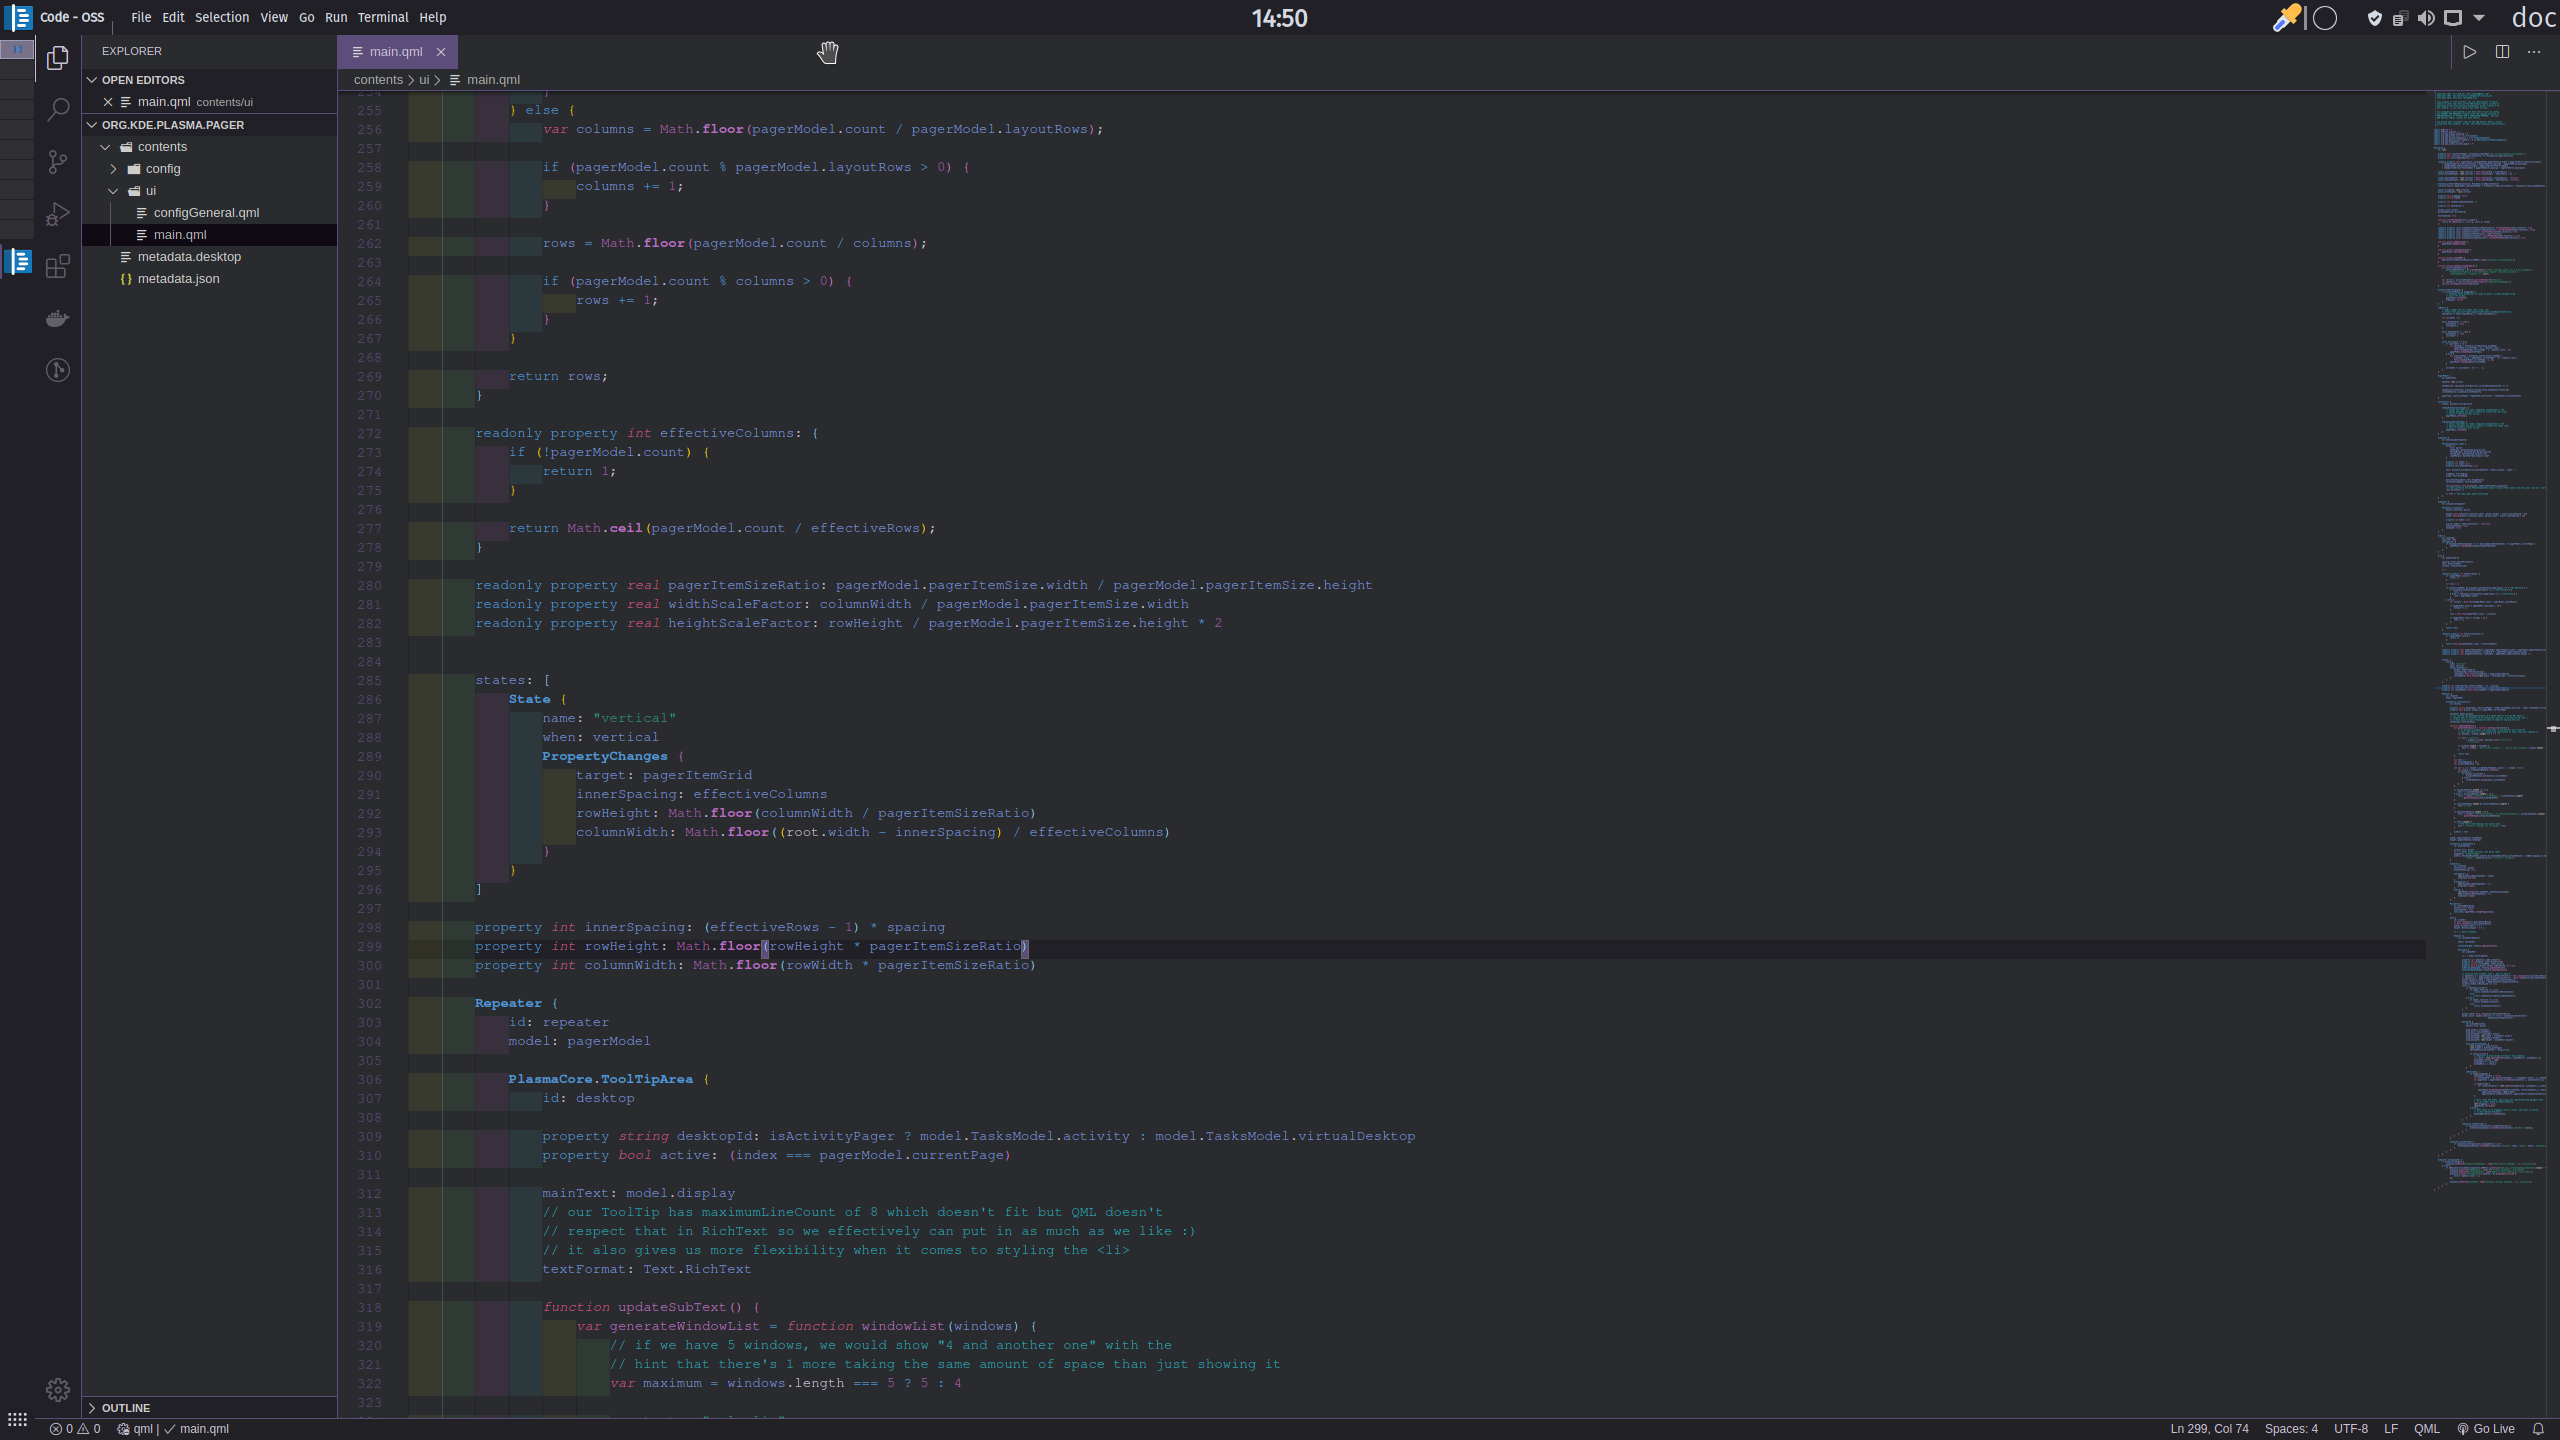 Code - OSS File Edit Selection View Go Run Terminal Help 14:50 doc
EXPLORER
OPEN EDITORS
main.qml contents/ui
ORG.KDE.PLASMA.PAGER
contents
config
ui
configGeneral.qml
main.qml
metadata.desktop
{} metadata.json
OUTLINE
main.qml
contents > ui > main.qml
255 } else {
256 var columns = Math.floor(pagerModel.count / pagerModel.layoutRows);
257
258 if (pagerModel.count % pagerModel.layoutRows > 0) {
259 columns += 1;
260 }
261
262 rows = Math.floor(pagerModel.count / columns);
263
264 if (pagerModel.count % columns > 0) {
265 rows += 1;
266 }
267 }
268
269 return rows;
270 }
271
272 readonly property int effectiveColumns: {
273 if (!pagerModel.count) {
274 return 1;
275 }
276
277 return Math.ceil(pagerModel.count / effectiveRows);
278 }
279
280 readonly property real pagerItemSizeRatio: pagerModel.pagerItemSize.width / pagerModel.pagerItemSize.height
281 readonly property real widthScaleFactor: columnWidth / pagerModel.pagerItemSize.width
282 readonly property real heightScaleFactor: rowHeight / pagerModel.pagerItemSize.height * 2
283
284
285 states: [
286 State {
287 name: "vertical"
288 when: vertical
289 PropertyChanges {
290 target: pagerItemGrid
291 innerSpacing: effectiveColumns
292 rowHeight: Math.floor(columnWidth / pagerItemSizeRatio)
293 columnWidth: Math.floor((root.width - innerSpacing) / effectiveColumns)
294 }
295 }
296 ]
297
298 property int innerSpacing: (effectiveRows - 1) * spacing
299 property int rowHeight: Math.floor(rowHeight * pagerItemSizeRatio)
300 property int columnWidth: Math.floor(rowWidth * pagerItemSizeRatio)
301
302 Repeater {
303 id: repeater
304 model: pagerModel
305
306 PlasmaCore.ToolTipArea {
307 id: desktop
308
309 property string desktopId: isActivityPager ? model.TasksModel.activity : model.TasksModel.virtualDesktop
310 property bool active: (index === pagerModel.currentPage)
311
312 mainText: model.display
313 // our ToolTip has maximumLineCount of 8 which doesn't fit but QML doesn't
314 // respect that in RichText so we effectively can put in as much as we like :)
315 // it also gives us more flexibility when it comes to styling the <li>
316 textFormat: Text.RichText
317
318 function updateSubText() {
319 var generateWindowList = function windowList(windows) {
320 // if we have 5 windows, we would show "4 and another one" with the
321 // hint that there's 1 more taking the same amount of space than just showing it
322 var maximum = windows.length === 5 ? 5 : 4
323
0 0 qml | main.qml Ln 299, Col 74 Spaces: 4 UTF-8 LF QML Go Live